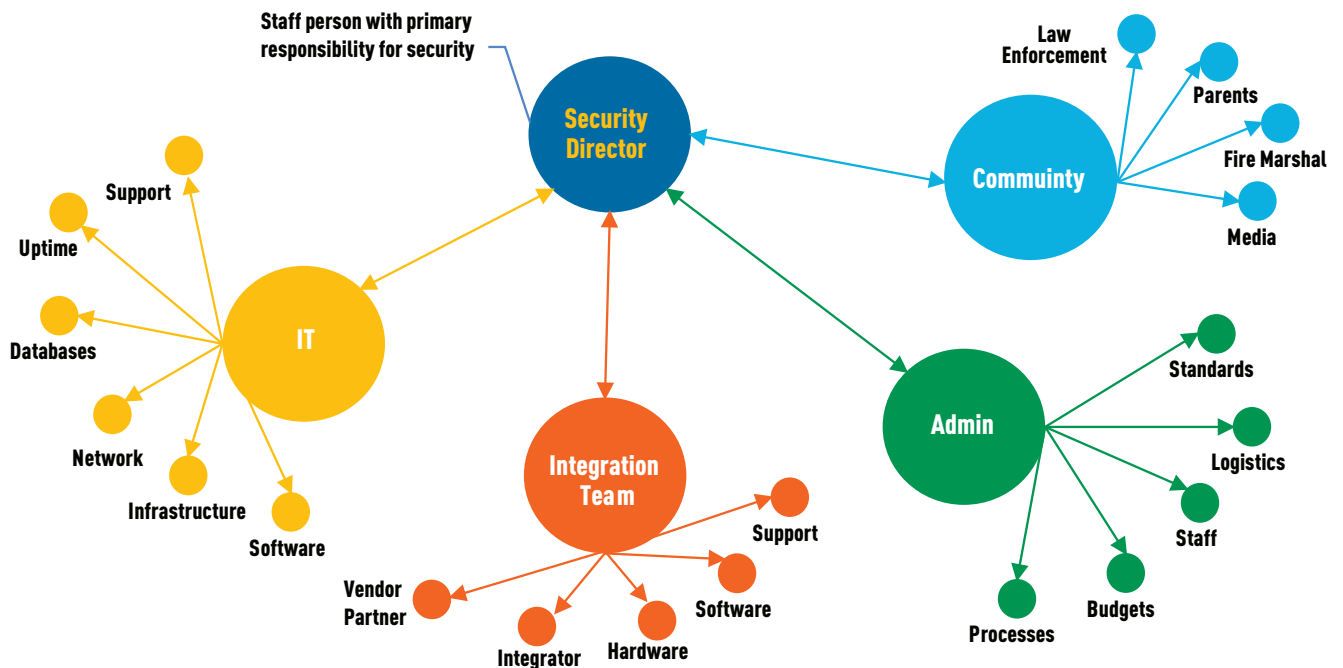 Staff person with primary
responsibility for security
Security
Director
Law
Enforcement
Parents
Fire Marshal
Media
Commuinty
Support
Uptime
Databases
Network
Infrastructure
Software
IT
Integration
Team
Support
Software
Hardware
Integrator
Vendor
Partner
Admin
Standards
Logistics
Staff
Budgets
Processes